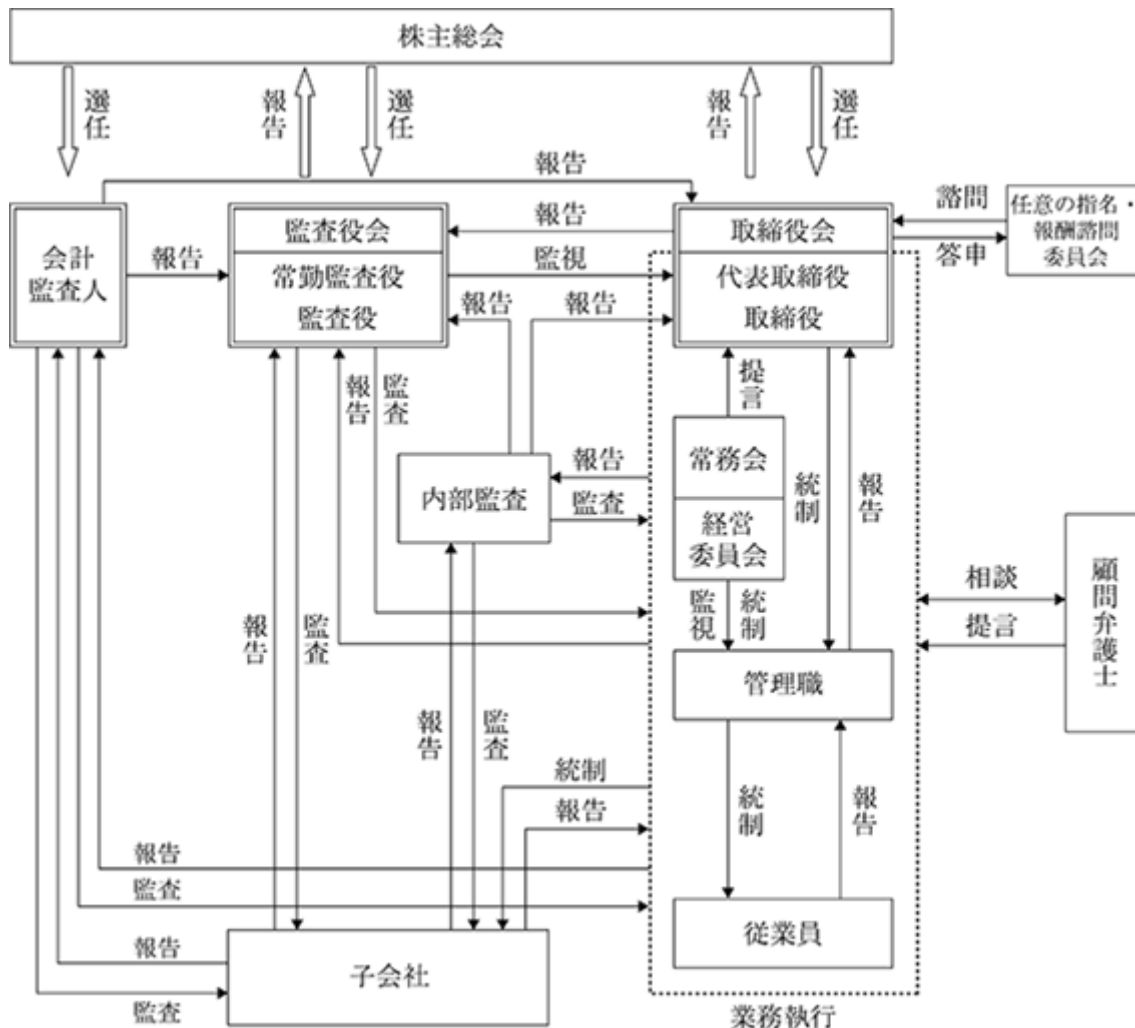 株主総会
選任
報告
選任
報告
選任
報告
会計
監査人
報告
監査役会
常勤監査役
監査役
報告
監視
取締役会
代表取締役
取締役
諮問
答申
任意の指名・
報酬諮問
委員会
報告
報告
報告
監査
提言
常務会
経営
委員会
統制
報告
内部監査
報告
監査
監視
統制
相談
提言
顧問弁護士
管理職
報告
監査
報告
監査
統制
報告
統制
報告
報告
監査
従業員
報告
監査
子会社
業務執行